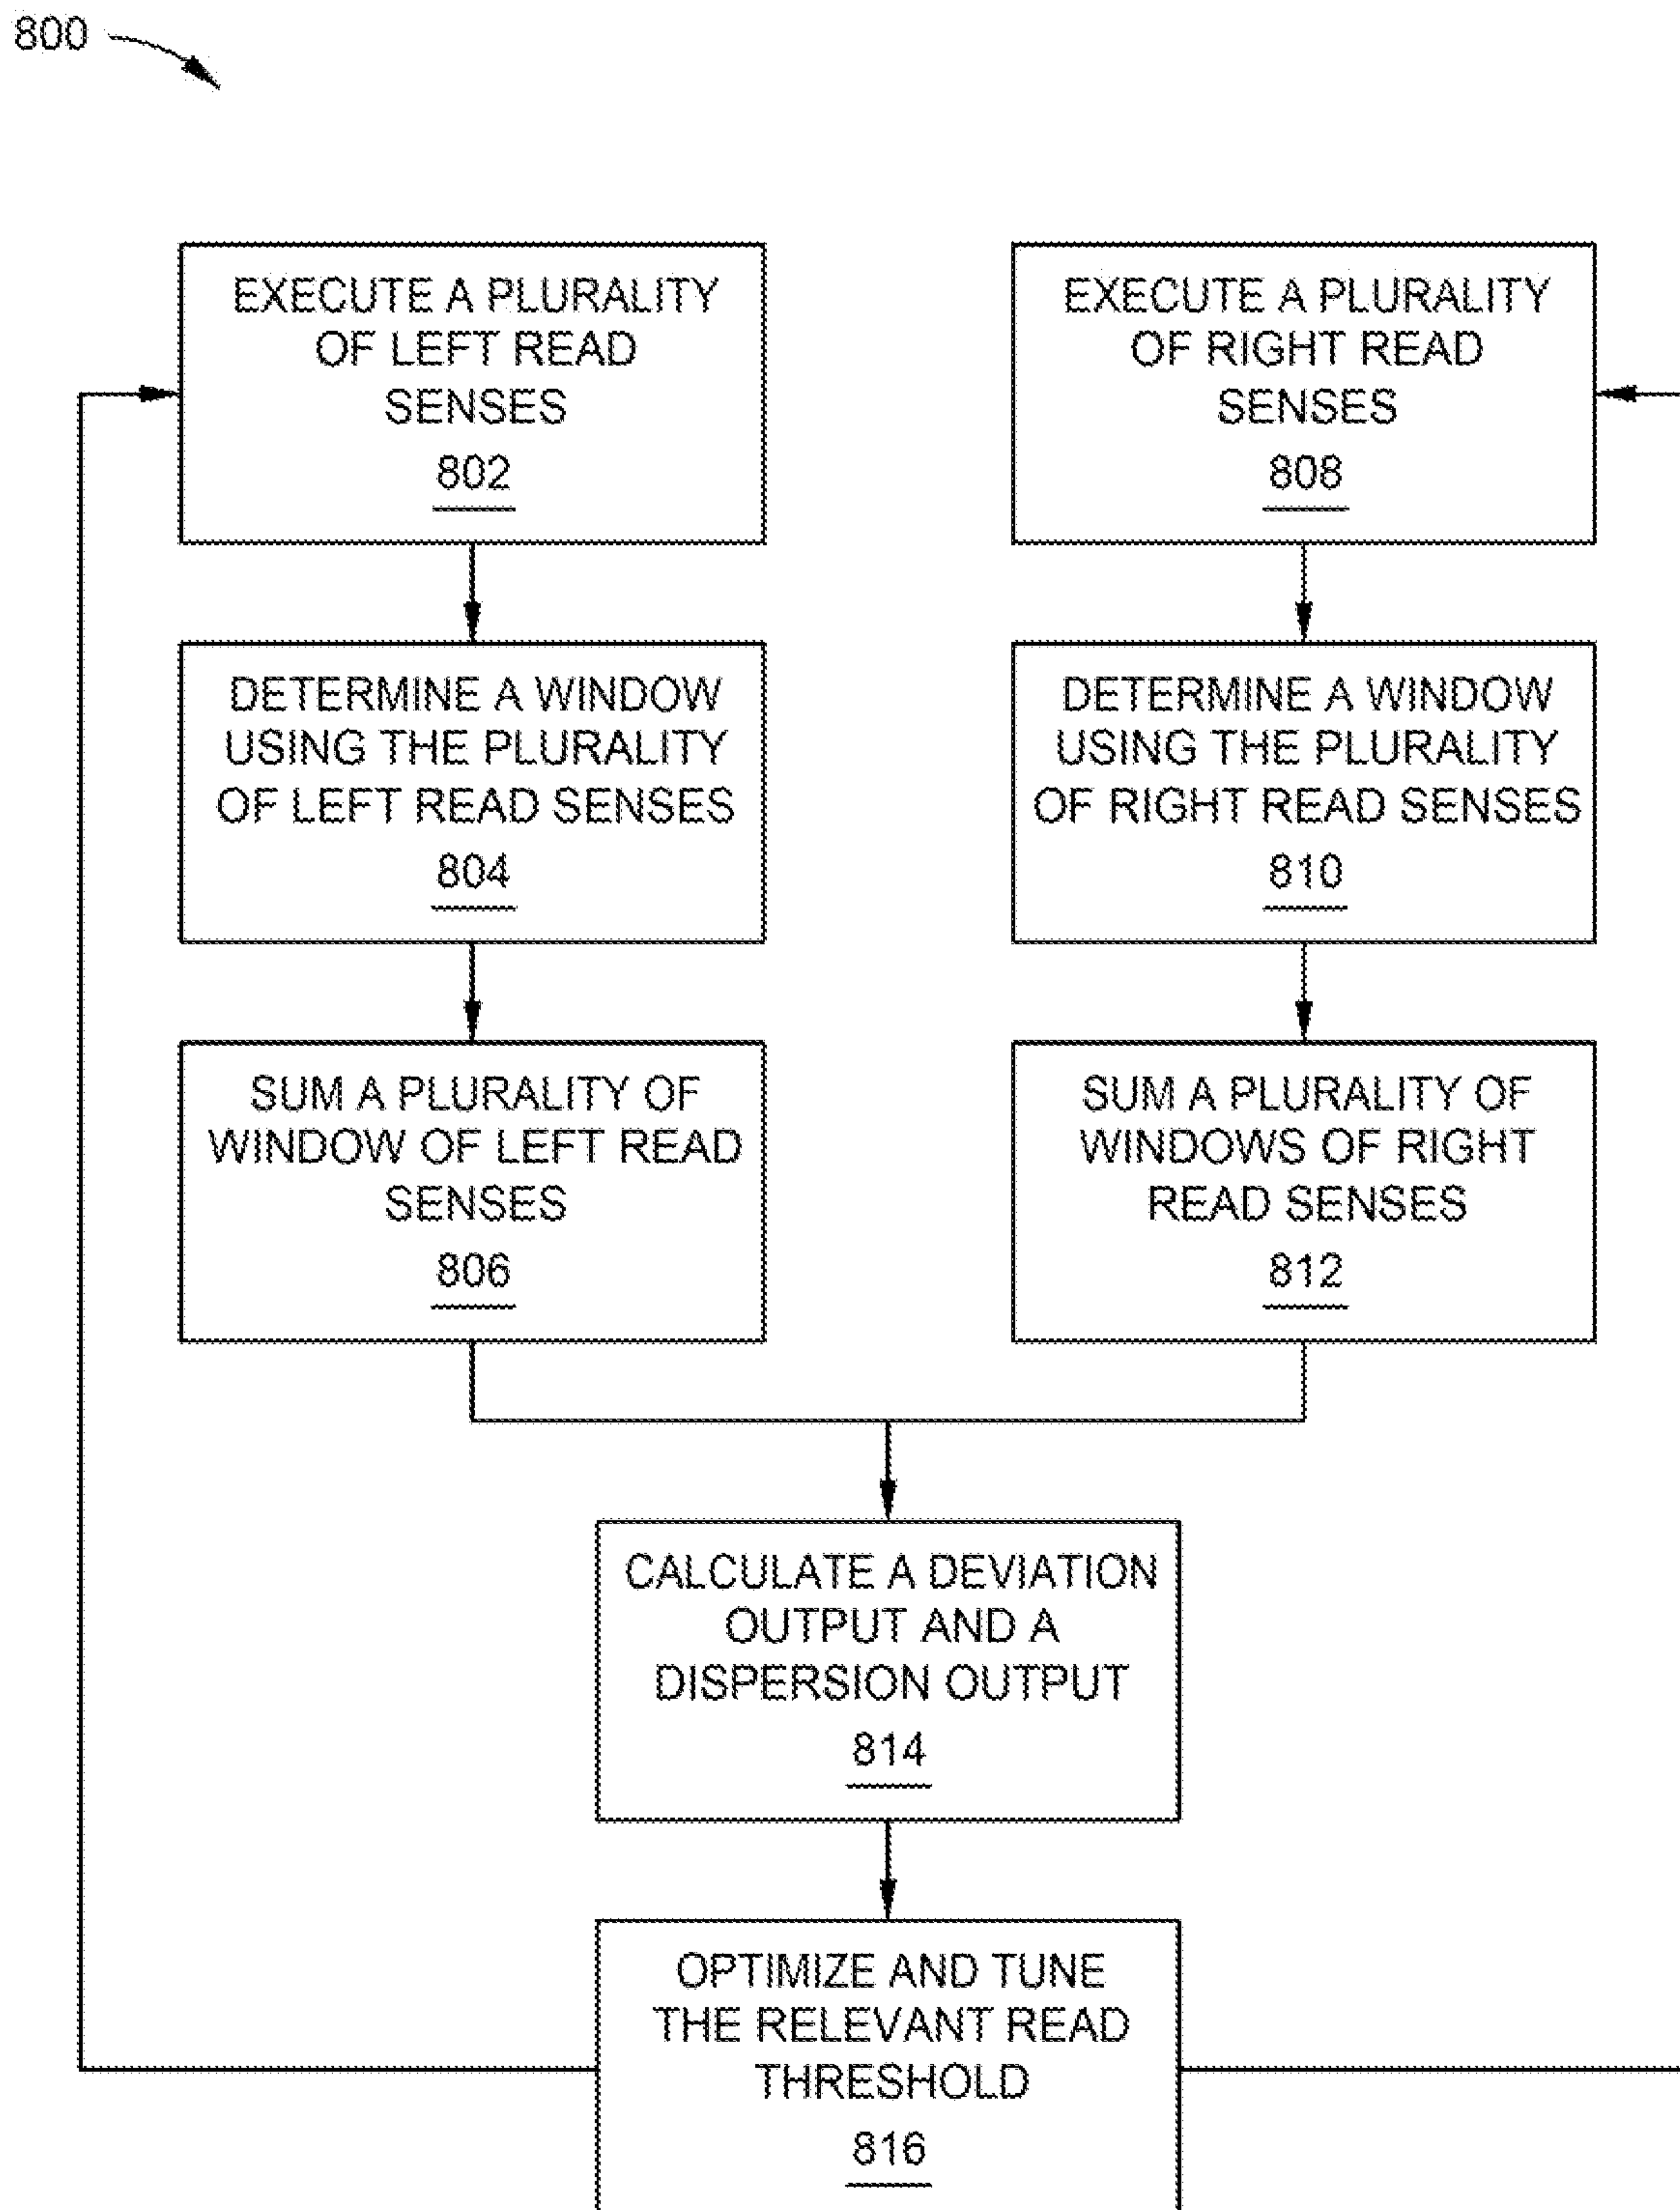 800
EXECUTE A PLURALITY
OF LEFT READ
SENSES
802
DETERMINE A WINDOW
USING THE PLURALITY
OF LEFT READ SENSES
804
SUM A PLURALITY OF
WINDOW OF LEFT READ
SENSES
806
EXECUTE A PLURALITY
OF RIGHT READ
SENSES
808
DETERMINE A WINDOW
USING THE PLURALITY
OF RIGHT READ SENSES
810
SUM A PLURALITY OF
WINDOWS OF RIGHT
READ SENSES
812
CALCULATE A DEVIATION
OUTPUT AND A
DISPERSION OUTPUT
814
OPTIMIZE AND TUNE
THE RELEVANT READ
THRESHOLD
816